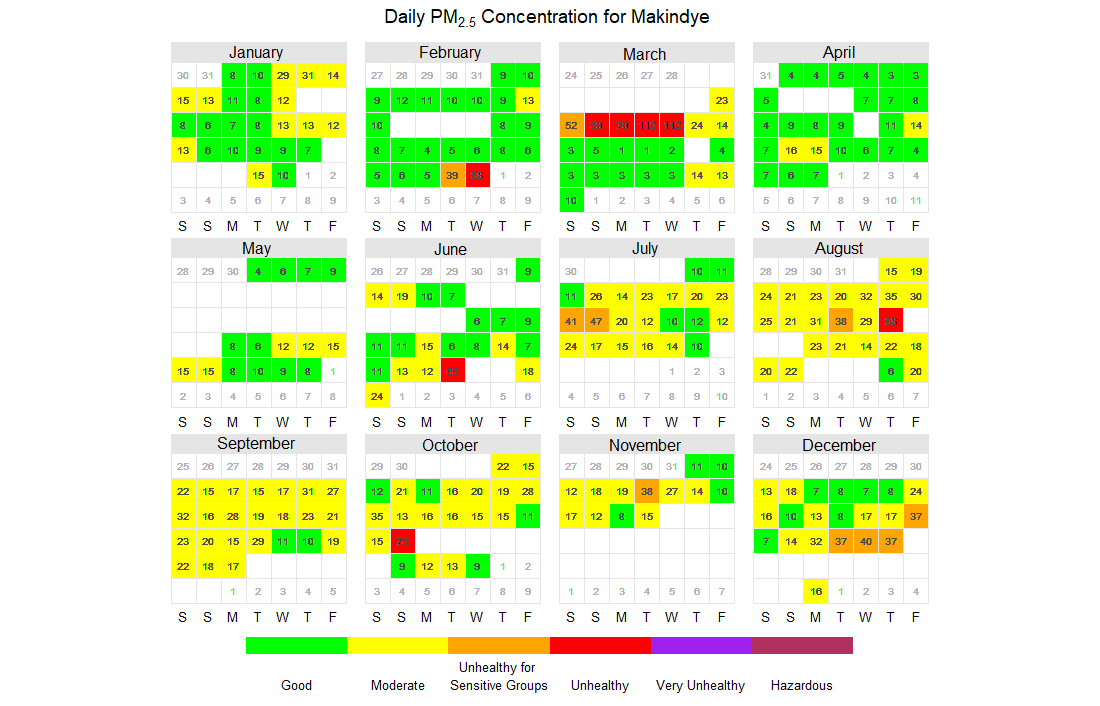 Daily PM2.5 Concentration for Makindye
January
30 31 8 10 29 31 14
15 13 11 8 12
8 6 7 8 13 13 12
13 6 10 9 9 7
15 10 1 2
3 4 5 6 7 8 9
S S M T W T F
February
27 28 29 30 31 9 10
9 12 11 10 10 9 13
10 8 9
8 7 4 5 6 8 6
5 6 5 39 1 2
3 4 5 6 7 8 9
S S M T W T F
March
24 25 26 27 28
23
52 24 14
3 5 1 1 2 4
3 3 3 3 3 14 13
10 1 2 3 4 5 6
S S M T W T F
April
31 4 4 5 4 3 3
5 7 7 8
4 9 8 9 11 14
7 16 15 10 6 7 4
7 6 7 1 2 3 4
5 6 7 8 9 10 11
S S M T W T F
May
28 29 30 4 6 7 9
8 6 12 12 15
15 15 8 10 9 8 1
2 3 4 5 6 7 8
S S M T W T F
June
26 27 28 29 30 31 9
14 19 10 7
6 7 9
11 11 15 6 8 14 7
11 13 12 18
24 1 2 3 4 5 6
S S M T W T F
July
30 10 11
11 26 14 23 17 20 23
41 47 20 12 10 12 12
24 17 15 16 14 10
1 2 3
4 5 6 7 8 9 10
S S M T W T F
August
28 29 30 31 15 19
24 21 23 20 32 35 30
25 21 31 38 29
23 21 14 22 18
20 22 6 20
1 2 3 4 5 6 7
S S M T W T F
September
25 26 27 28 29 30 31
22 15 17 15 17 31 27
32 16 28 19 18 23 21
23 20 15 29 11 10 19
22 18 17
1 2 3 4 5
S S M T W T F
October
29 30 22 15
12 21 11 16 20 19 28
35 13 16 16 15 15 11
15
9 12 13 9 1 2
3 4 5 6 7 8 9
S S M T W T F
November
27 28 29 30 31 11 10
12 18 19 38 27 14 10
17 12 8 15
1 2 3 4 5 6 7
S S M T W T F
December
24 25 26 27 28 29 30
13 18 7 8 7 8 24
16 10 13 8 17 17 37
7 14 32 37 40 37
16 1 2 3 4
S S M T W T F
Good
Moderate
Unhealthy for
Sensitive Groups
Unhealthy
Very Unhealthy
Hazardous